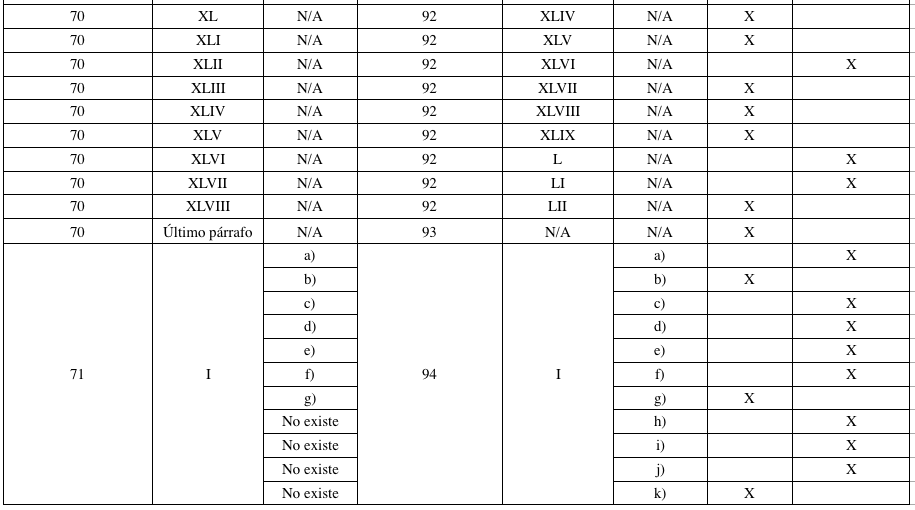 70 XL N/A 92 XLIV N/A X
70 XLI N/A 92 XLV N/A X
70 XLII N/A 92 XLVI N/A X
70 XLIII N/A 92 XLVII N/A X
70 XLIV N/A 92 XLVIII N/A X
70 XLV N/A 92 XLIX N/A X
70 XLVI N/A 92 L N/A X
70 XLVII N/A 92 LI N/A X
70 XLVIII N/A 92 LII N/A X
70 Último párrafo N/A 93 N/A N/A X
a) a) X
b) b) X
c) c) X
d) d) X
e) e) X
71 I f) 94 I f) X
g) g) X
No existe h) X
No existe i) X
No existe j) X
No existe k) X